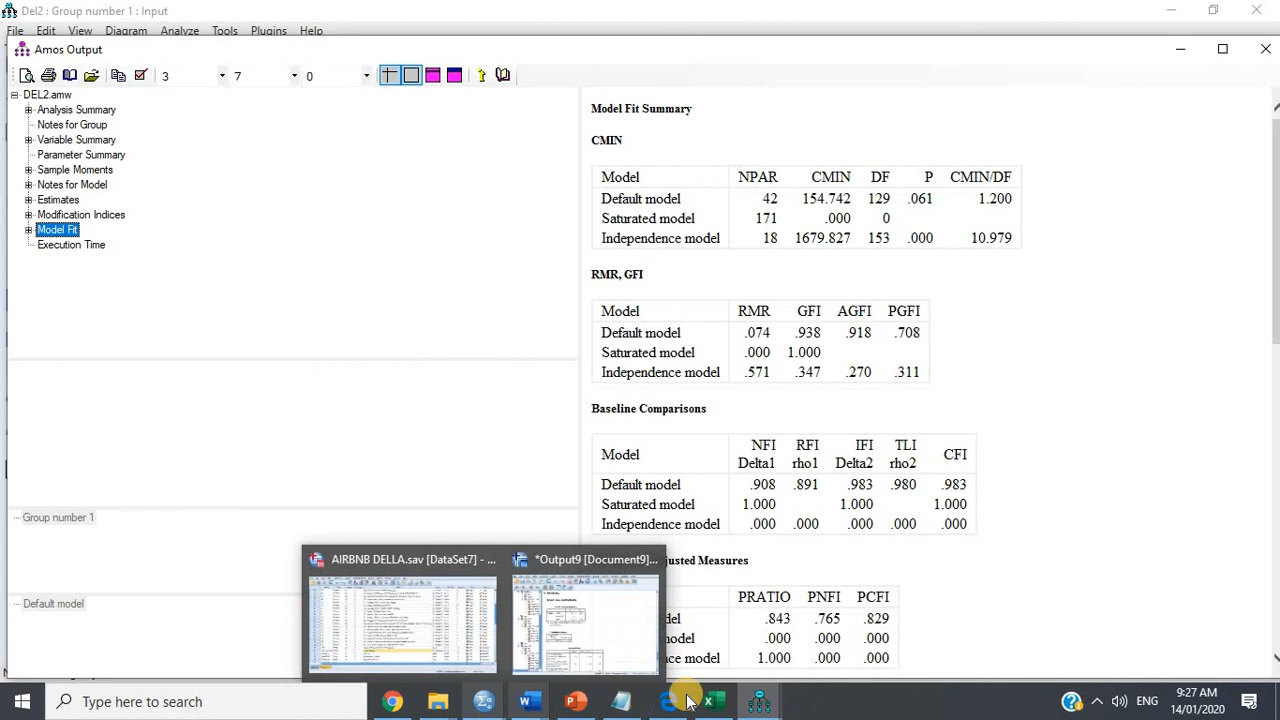 Del2 : Group number 1 : Input
File Edit View Diagram Analyze Tools Plugins Help
Amos Output
3 7 0
DEL2.amw
Analysis Summary
Notes for Group
Variable Summary
Parameter Summary
Sample Moments
Notes for Model
Estimates
Modification Indices
Model Fit
Execution Time
Group number 1
Default model
Model Fit Summary
CMIN
Model NPAR CMIN DF P CMIN/DF
Default model 42 154.742 129 .061 1.200
Saturated model 171 .000 0
Independence model 18 1679.827 153 .000 10.979
RMR, GFI
Model RMR GFI AGFI PGFI
Default model .074 .938 .918 .708
Saturated model .000 1.000
Independence model .571 .347 .270 .311
Baseline Comparisons
Model NFI Delta1 RFI rho1 IFI Delta2 TLI rho2 CFI
Default model .908 .891 .983 .980 .983
Saturated model 1.000 1.000 1.000
Independence model .000 .000 .000 .000 .000
justed Measures
PRATIO PNFI PCFI
del .843 .765 .829
model .000 .000 .000
nce model 1.000 .000 .000
AIRBNB DELLA.sav [DataSet7] - ...
*Output9 [Document9]...
Type here to search
ENG
9:27 AM
14/01/2020